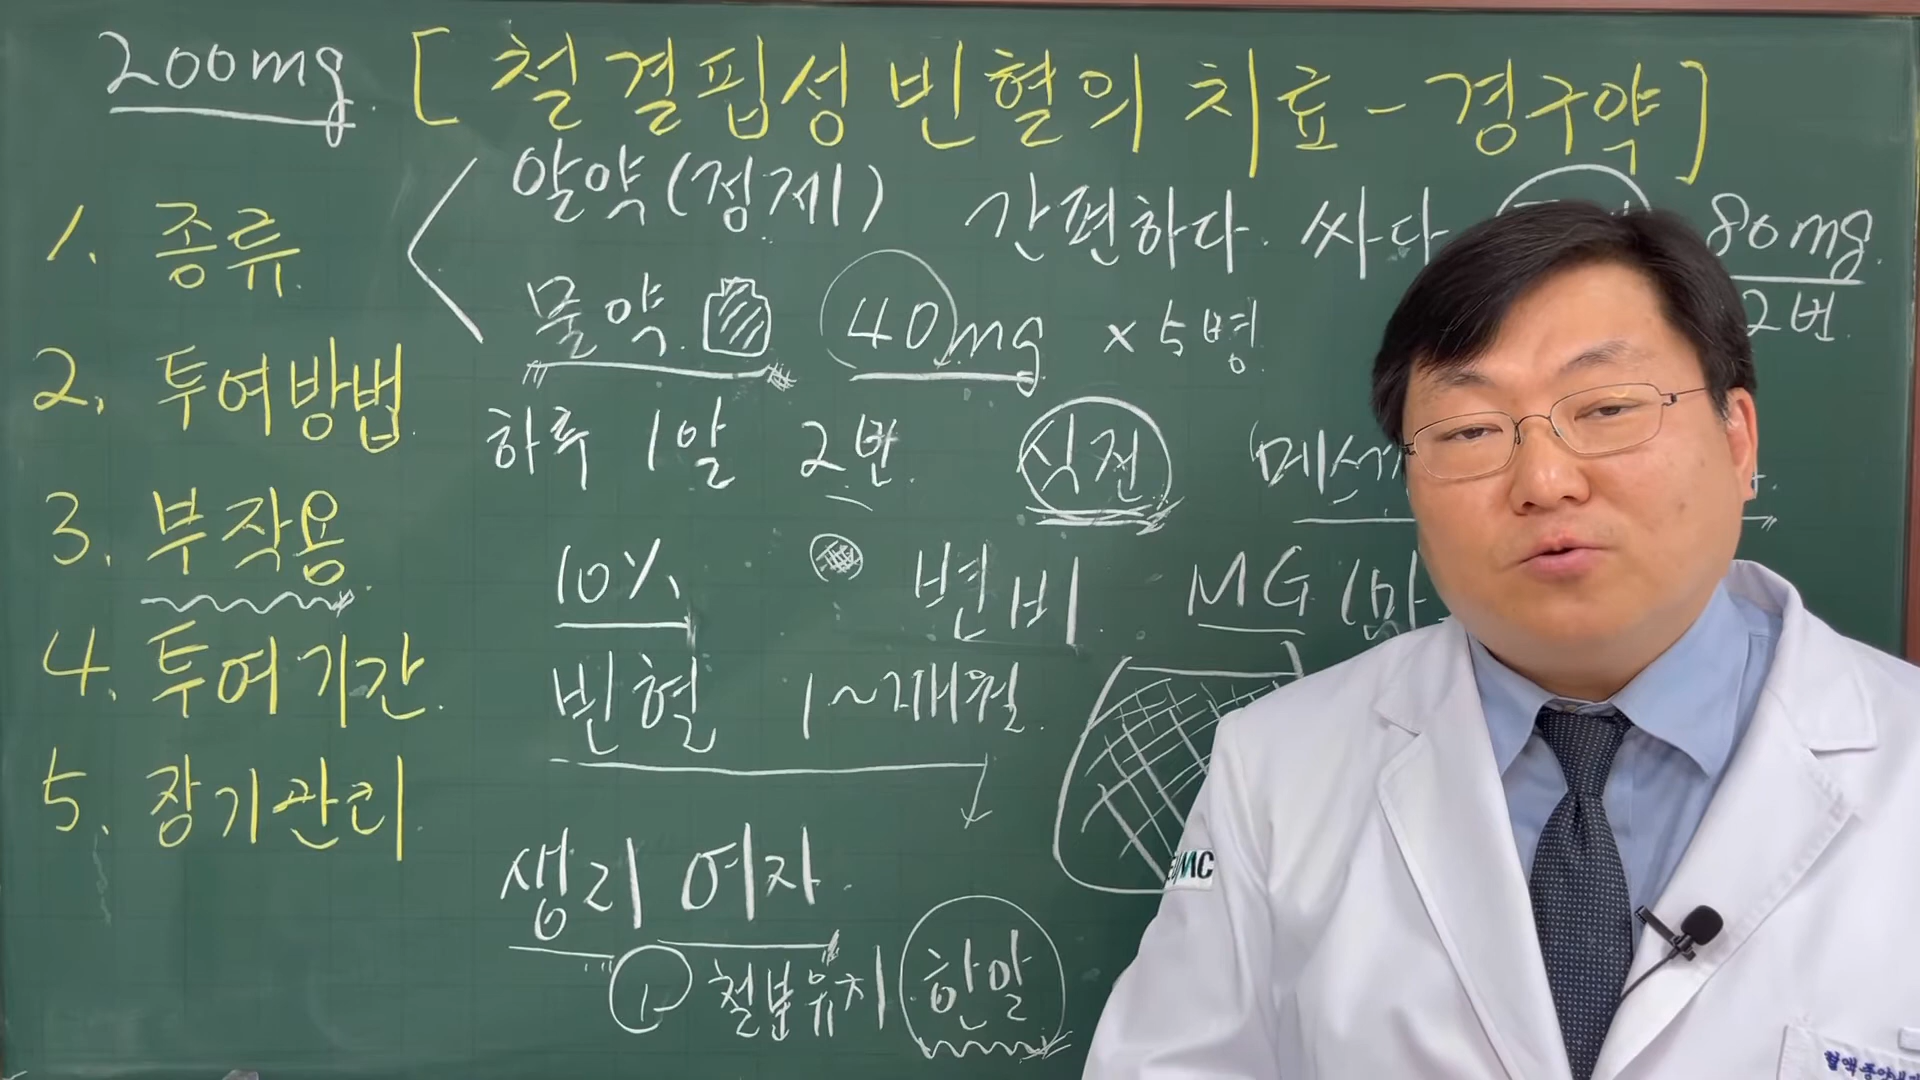 200mg [철결핍성 빈혈의 치료 - 경구약]
1. 종류
알약(정제) 간편하다. 싸다 80mg.
물약. 40mg x 5병. 2번.
2. 투여방법
하루 1알 2번. 식전
3. 부작용.
10% 변비. MG
4. 투여기간.
빈혈 1~2개월.
5. 장기관리.
생리 여자.
1. 철분유지 한알